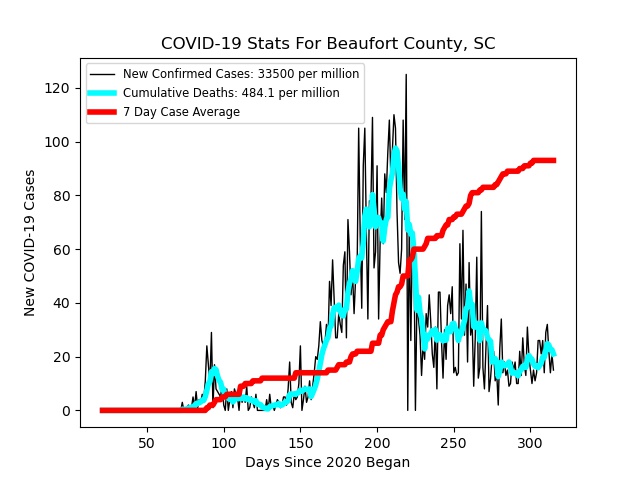 COVID-19 Stats For Beaufort County, SC
New Confirmed Cases: 33500 per million
Cumulative Deaths: 484.1 per million
7 Day Case Average
New COVID-19 Cases
120
100
80
60
40
20
0
50 100 150 200 250 300
Days Since 2020 Began